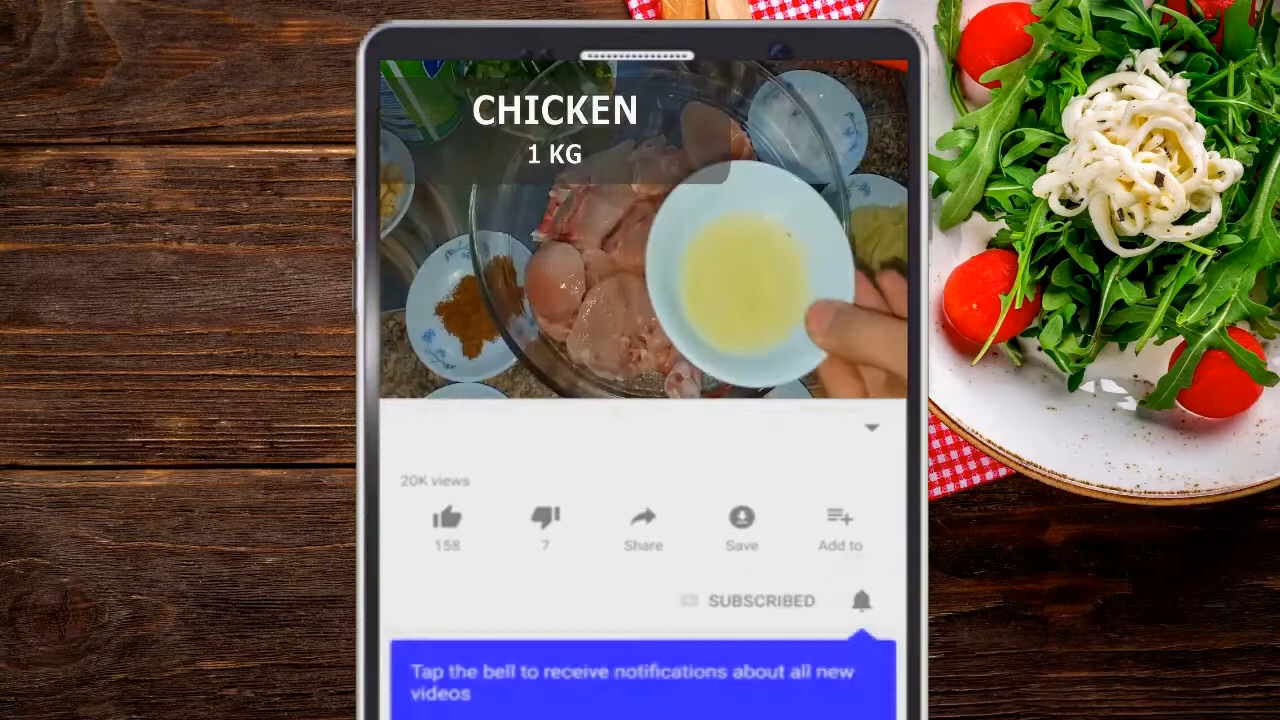 CHICKEN
1 KG
20K views
158
7
Share
Save
Add to
SUBSCRIBED
Tap the bell to receive notifications about all new
videos